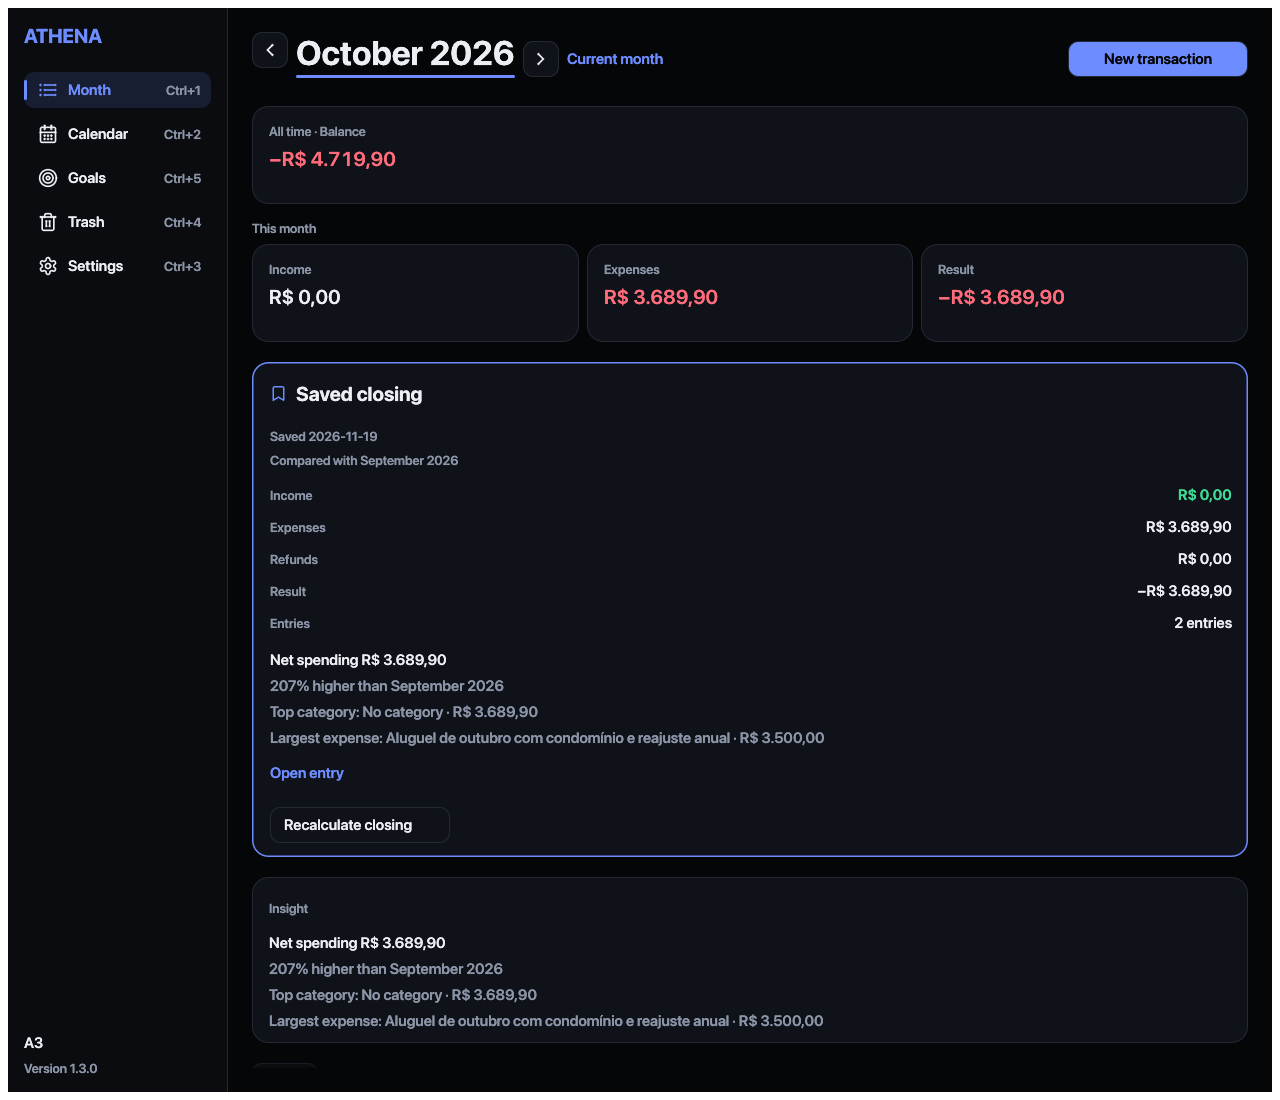 ATHENA
Month Ctrl+1
Calendar Ctrl+2
Goals Ctrl+5
Trash Ctrl+4
Settings Ctrl+3
A3
Version 1.3.0
October 2026
Current month
New transaction
All time · Balance
−R$ 4.719,90
This month
Income
R$ 0,00
Expenses
R$ 3.689,90
Result
−R$ 3.689,90
Saved closing
Saved 2026-11-19
Compared with September 2026
Income R$ 0,00
Expenses R$ 3.689,90
Refunds R$ 0,00
Result −R$ 3.689,90
Entries 2 entries
Net spending R$ 3.689,90
207% higher than September 2026
Top category: No category · R$ 3.689,90
Largest expense: Aluguel de outubro com condomínio e reajuste anual · R$ 3.500,00
Open entry
Recalculate closing
Insight
Net spending R$ 3.689,90
207% higher than September 2026
Top category: No category · R$ 3.689,90
Largest expense: Aluguel de outubro com condomínio e reajuste anual · R$ 3.500,00